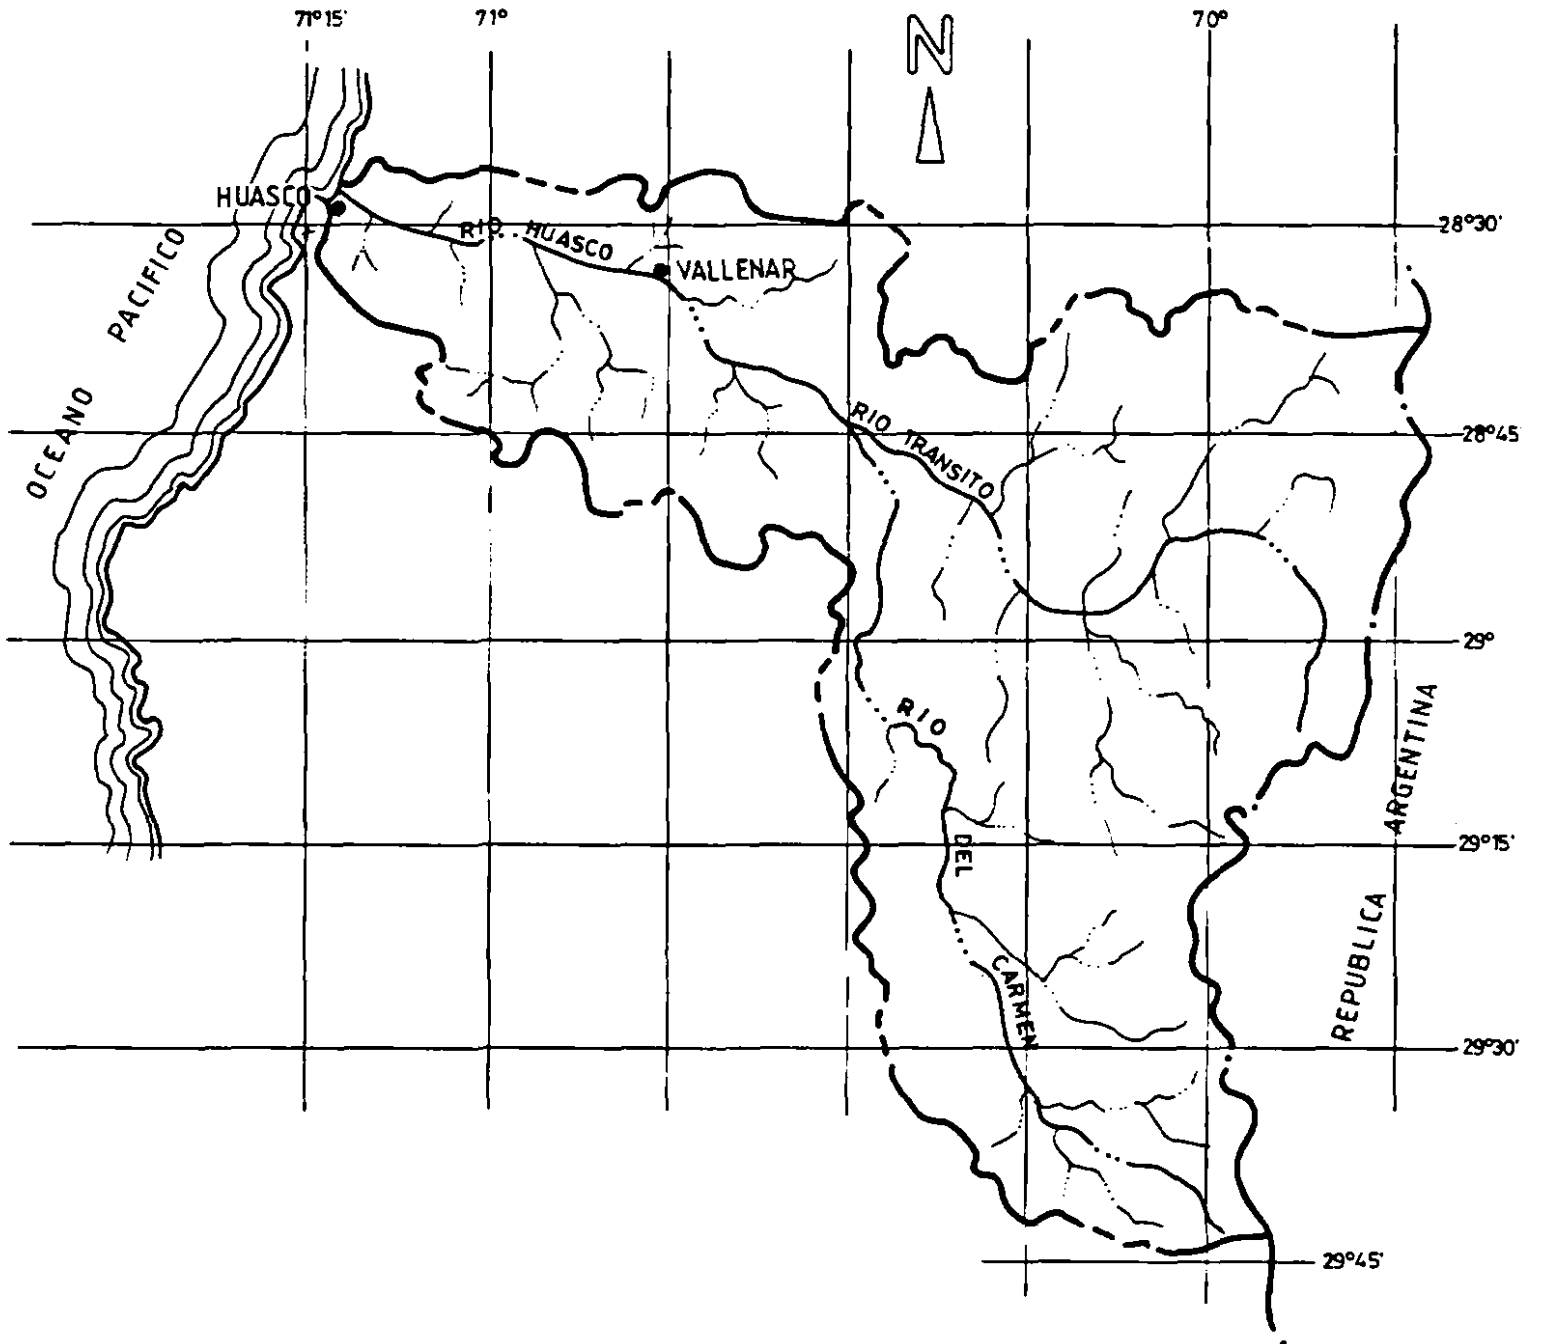 71°15'
71°
N
70°
HUASCO
28°30'
RIO HUASCO
VALLENAR
OCEANO PACIFICO
RIO TRANSITO
28°45'
29°
RIO DEL CARMEN
REPUBLICA ARGENTINA
29°15'
29°30'
29°45'